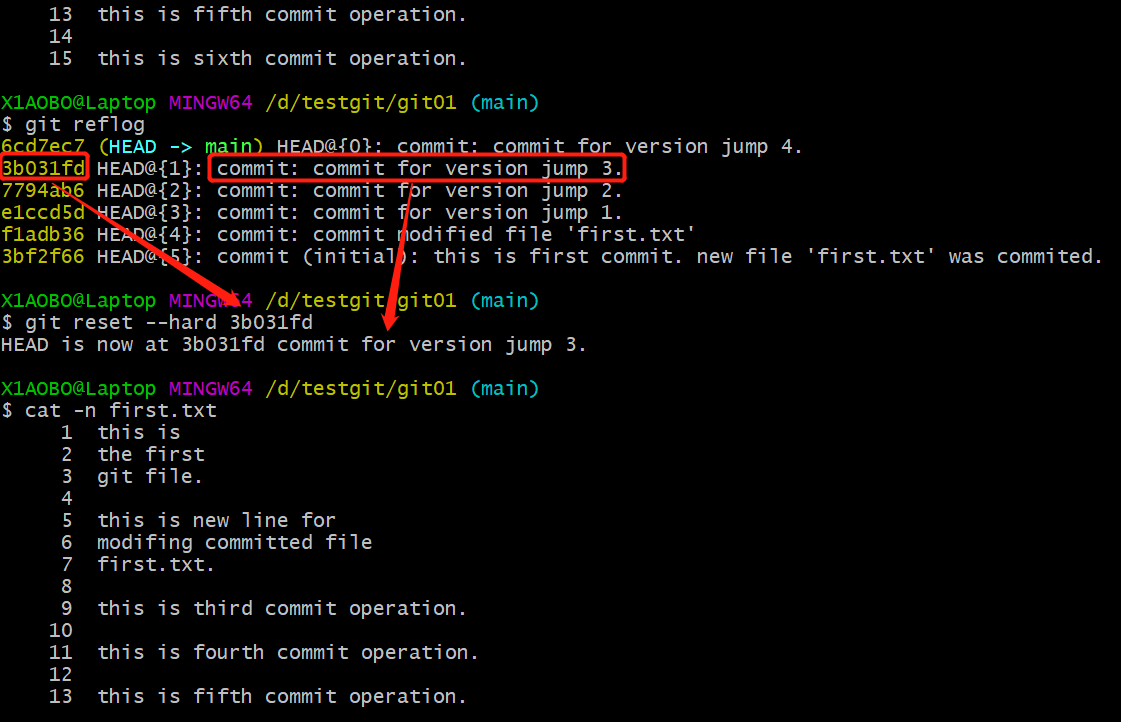 13  this is fifth commit operation.
14
15  this is sixth commit operation.
X1AOBO@Laptop MINGW64 /d/testgit/git01 (main)
$ git reflog
6cd7ec7 (HEAD -> main) HEAD@{0}: commit: commit for version jump 4.
3b031fd HEAD@{1}: commit: commit for version jump 3.
7794ab6 HEAD@{2}: commit: commit for version jump 2.
e1ccd5d HEAD@{3}: commit: commit for version jump 1.
f1adb36 HEAD@{4}: commit: commit modified file 'first.txt'
3bf2f66 HEAD@{5}: commit (initial): this is first commit. new file 'first.txt' was commited.
X1AOBO@Laptop MINGW64 /d/testgit/git01 (main)
$ git reset --hard 3b031fd
HEAD is now at 3b031fd commit for version jump 3.
X1AOBO@Laptop MINGW64 /d/testgit/git01 (main)
$ cat -n first.txt
1  this is
2  the first
3  git file.
4
5  this is new line for
6  modifing committed file
7  first.txt.
8
9  this is third commit operation.
10
11  this is fourth commit operation.
12
13  this is fifth commit operation.